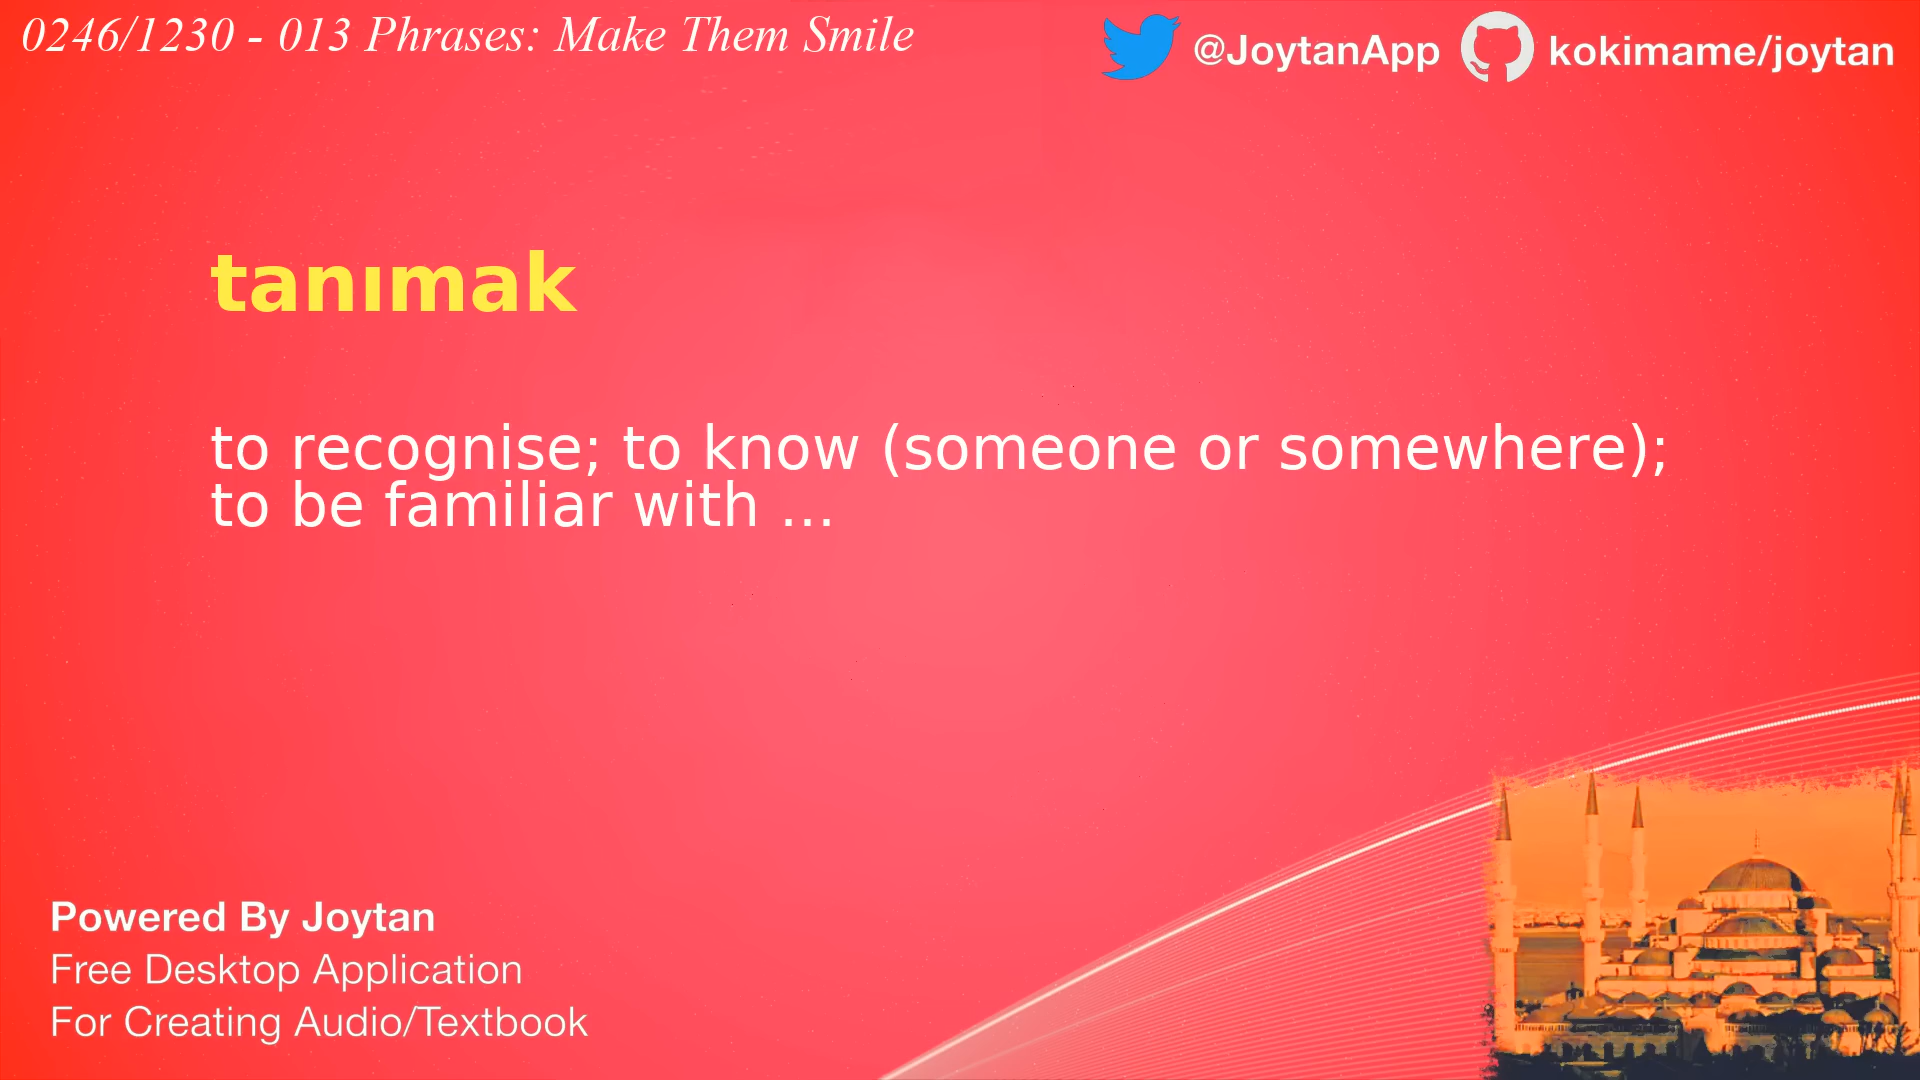 0246/1230 - 013 Phrases: Make Them Smile
@JoytanApp kokimame/joytan
tanımak
to recognise; to know (someone or somewhere);
to be familiar with ...
Powered By Joytan
Free Desktop Application
For Creating Audio/Textbook